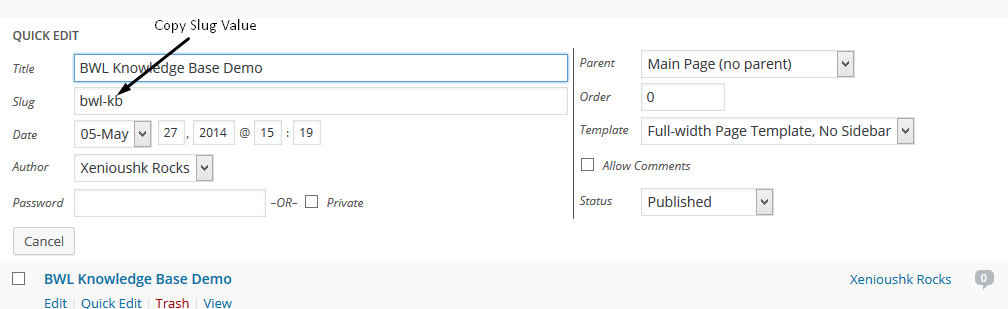 Copy Slug Value
QUICK EDIT
Title BWL Knowledge Base Demo
Slug bwl-kb
Date 05-May 27 , 2014 @ 15 : 19
Author Xenioushk Rocks
Password –OR– Private
Parent Main Page (no parent)
Order 0
Template Full-width Page Template, No Sidebar
Allow Comments
Status Published
Cancel
BWL Knowledge Base Demo Xenioushk Rocks 0
Edit | Quick Edit | Trash | View